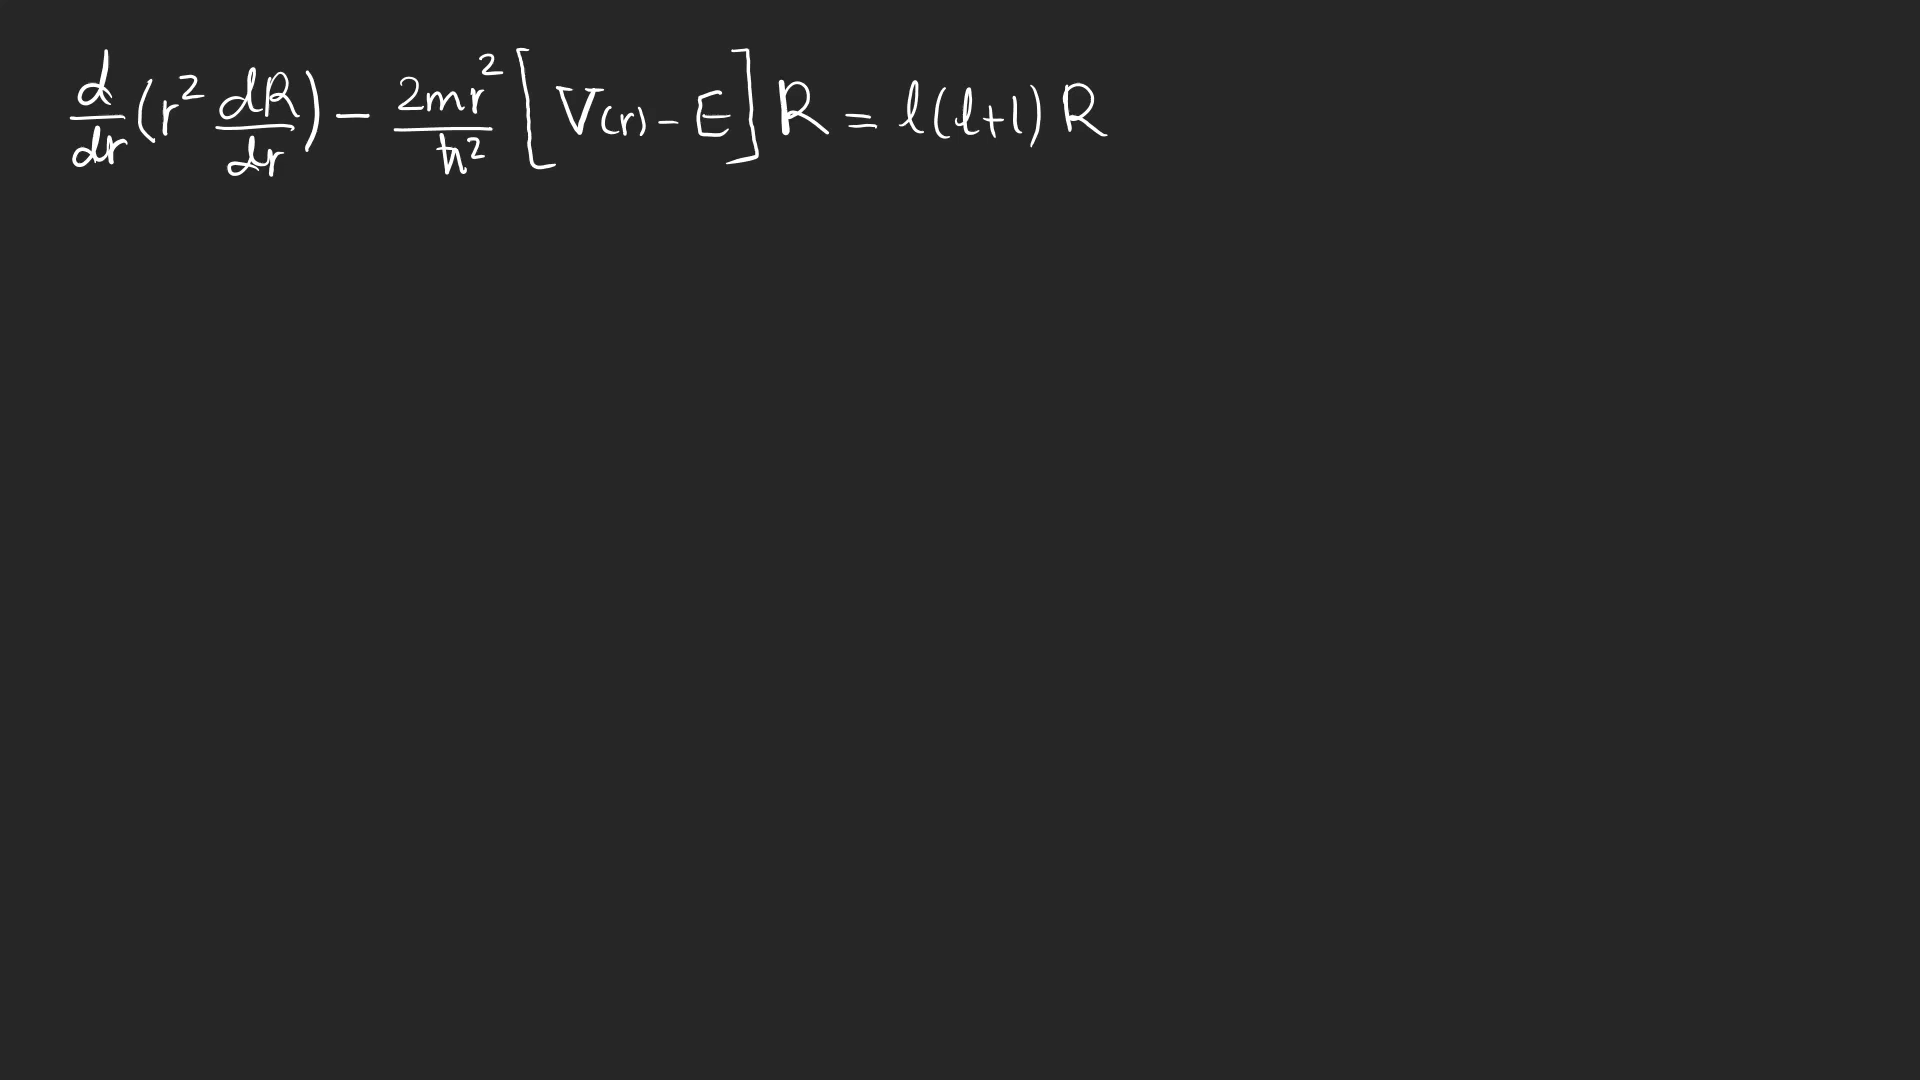 d/dr (r² dR/dr) − 2mr²/ħ² [V(r) − E] R = l(l+1) R